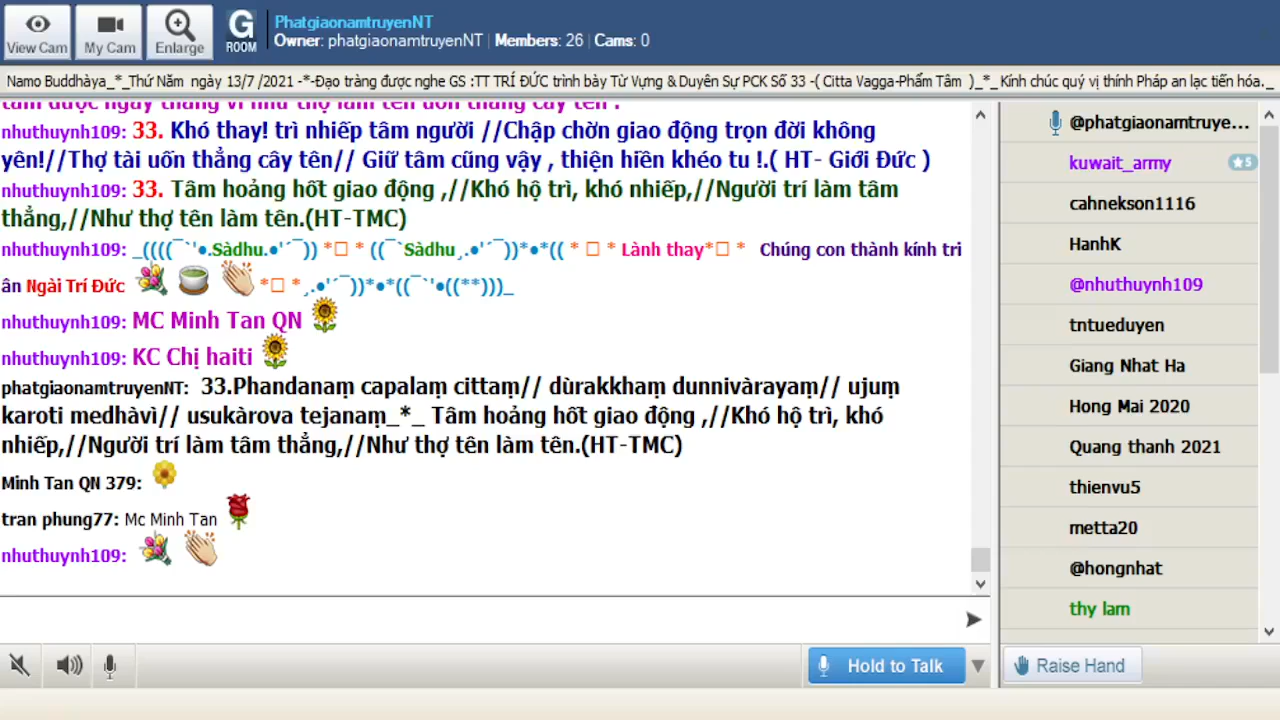 View Cam
My Cam
Enlarge
G
ROOM
PhatgiaonamtruyenNT
Owner: phatgiaonamtruyenNT | Members: 26 | Cams: 0
Namo Buddhàya_*_Thứ Năm ngày 13/7 /2021 -*-Đạo tràng được nghe GS :TT TRÍ ĐỨC trình bày Từ Vựng & Duyên Sự PCK Số 33 -( Citta Vagga-Phẩm Tâm )_*_Kính chúc quý vị thính Pháp an lạc tiến hóa._
nhuthuynh109: 33. Khó thay! trì nhiếp tâm người //Chập chờn giao động trọn đời không
yên!//Thợ tài uốn thẳng cây tên// Giữ tâm cũng vậy , thiện hiền khéo tu !.( HT- Giới Đức )
nhuthuynh109: 33. Tâm hoảng hốt giao động ,//Khó hộ trì, khó nhiếp,//Người trí làm tâm
thẳng,//Như thợ tên làm tên.(HT-TMC)
nhuthuynh109: _((((¯`'●.Sàdhu.●'´¯)) *□ * ((¯`Sàdhu¸.●'´¯))*●*(( * □ * Lành thay*□ * Chúng con thành kính tri
ân Ngài Trí Đức *□ *¸.●'´¯))*●*((¯`'●((**)))_
nhuthuynh109: MC Minh Tan QN
nhuthuynh109: KC Chị haiti
phatgiaonamtruyenNT: 33.Phandanaṃ capalaṃ cittaṃ// dùrakkhaṃ dunnivàrayaṃ// ujuṃ
karoti medhàvì// usukàrova tejanaṃ_*_ Tâm hoảng hốt giao động ,//Khó hộ trì, khó
nhiếp,//Người trí làm tâm thẳng,//Như thợ tên làm tên.(HT-TMC)
Minh Tan QN 379:
tran phung77: Mc Minh Tan
nhuthuynh109:
Hold to Talk
@phatgiaonamtruye...
kuwait_army
★5
cahnekson1116
HanhK
@nhuthuynh109
tntueduyen
Giang Nhat Ha
Hong Mai 2020
Quang thanh 2021
thienvu5
metta20
@hongnhat
thy lam
Raise Hand